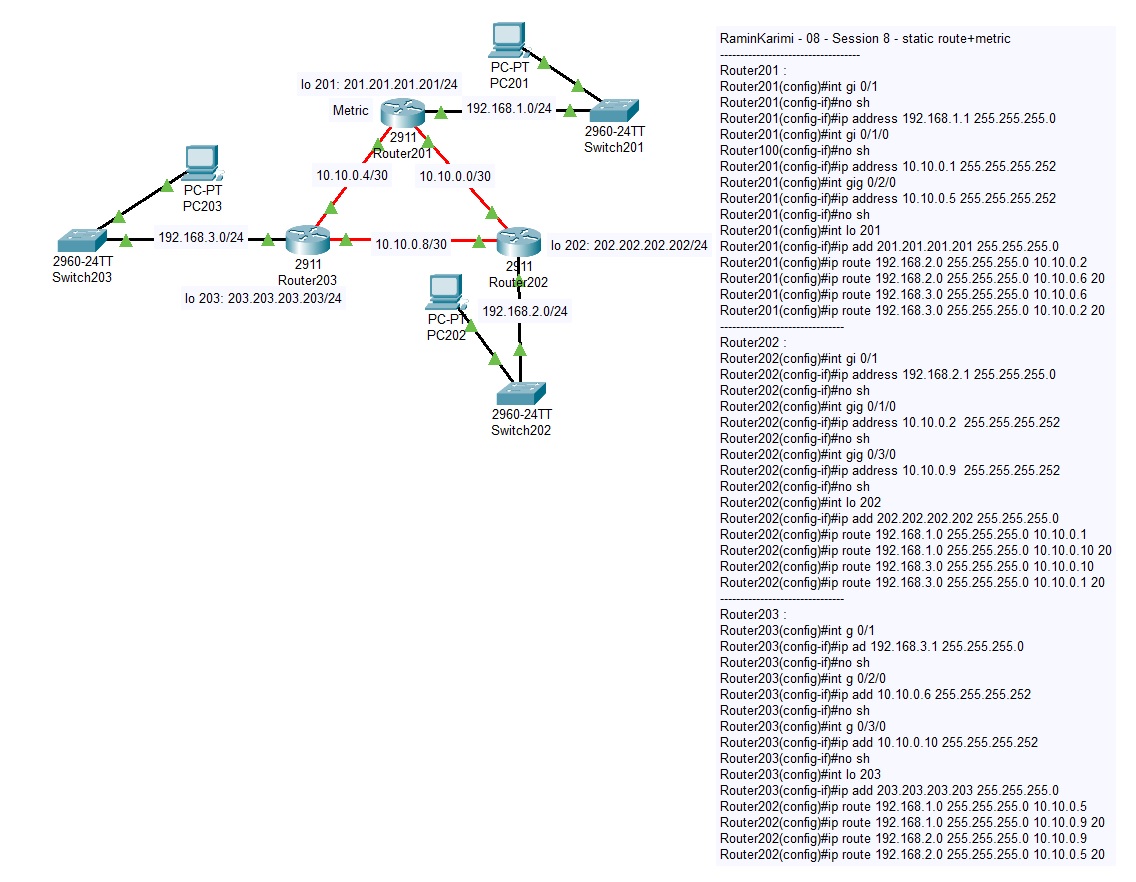 PC-PT
PC201
lo 201: 201.201.201.201/24
Metric
192.168.1.0/24
2960-24TT
Switch201
2911
Router201
10.10.0.4/30
10.10.0.0/30
PC-PT
PC203
192.168.3.0/24
2960-24TT
Switch203
10.10.0.8/30
2911
Router203
lo 203: 203.203.203.203/24
lo 202: 202.202.202.202/24
2911
Router202
PC-PT
PC202
192.168.2.0/24
2960-24TT
Switch202
RaminKarimi - 08 - Session 8 - static route+metric
-----------------------------------
Router201 :
Router201(config)#int gi 0/1
Router201(config-if)#no sh
Router201(config-if)#ip address 192.168.1.1 255.255.255.0
Router201(config)#int gi 0/1/0
Router100(config-if)#no sh
Router201(config-if)#ip address 10.10.0.1 255.255.255.252
Router201(config)#int gig 0/2/0
Router201(config-if)#ip address 10.10.0.5 255.255.255.252
Router201(config-if)#no sh
Router201(config)#int lo 201
Router201(config-if)#ip add 201.201.201.201 255.255.255.0
Router201(config)#ip route 192.168.2.0 255.255.255.0 10.10.0.2
Router201(config)#ip route 192.168.2.0 255.255.255.0 10.10.0.6 20
Router201(config)#ip route 192.168.3.0 255.255.255.0 10.10.0.6
Router201(config)#ip route 192.168.3.0 255.255.255.0 10.10.0.2 20
-------------------------------
Router202 :
Router202(config)#int gi 0/1
Router202(config-if)#ip address 192.168.2.1 255.255.255.0
Router202(config-if)#no sh
Router202(config)#int gig 0/1/0
Router202(config-if)#ip address 10.10.0.2  255.255.255.252
Router202(config-if)#no sh
Router202(config)#int gig 0/3/0
Router202(config-if)#ip address 10.10.0.9  255.255.255.252
Router202(config-if)#no sh
Router202(config)#int lo 202
Router202(config-if)#ip add 202.202.202.202 255.255.255.0
Router202(config)#ip route 192.168.1.0 255.255.255.0 10.10.0.1
Router202(config)#ip route 192.168.1.0 255.255.255.0 10.10.0.10 20
Router202(config)#ip route 192.168.3.0 255.255.255.0 10.10.0.10
Router202(config)#ip route 192.168.3.0 255.255.255.0 10.10.0.1 20
-------------------------------
Router203 :
Router203(config)#int g 0/1
Router203(config-if)#ip ad 192.168.3.1 255.255.255.0
Router203(config-if)#no sh
Router203(config)#int g 0/2/0
Router203(config-if)#ip add 10.10.0.6 255.255.255.252
Router203(config-if)#no sh
Router203(config)#int g 0/3/0
Router203(config-if)#ip add 10.10.0.10 255.255.255.252
Router203(config-if)#no sh
Router203(config)#int lo 203
Router203(config-if)#ip add 203.203.203.203 255.255.255.0
Router202(config)#ip route 192.168.1.0 255.255.255.0 10.10.0.5
Router202(config)#ip route 192.168.1.0 255.255.255.0 10.10.0.9 20
Router202(config)#ip route 192.168.2.0 255.255.255.0 10.10.0.9
Router202(config)#ip route 192.168.2.0 255.255.255.0 10.10.0.5 20